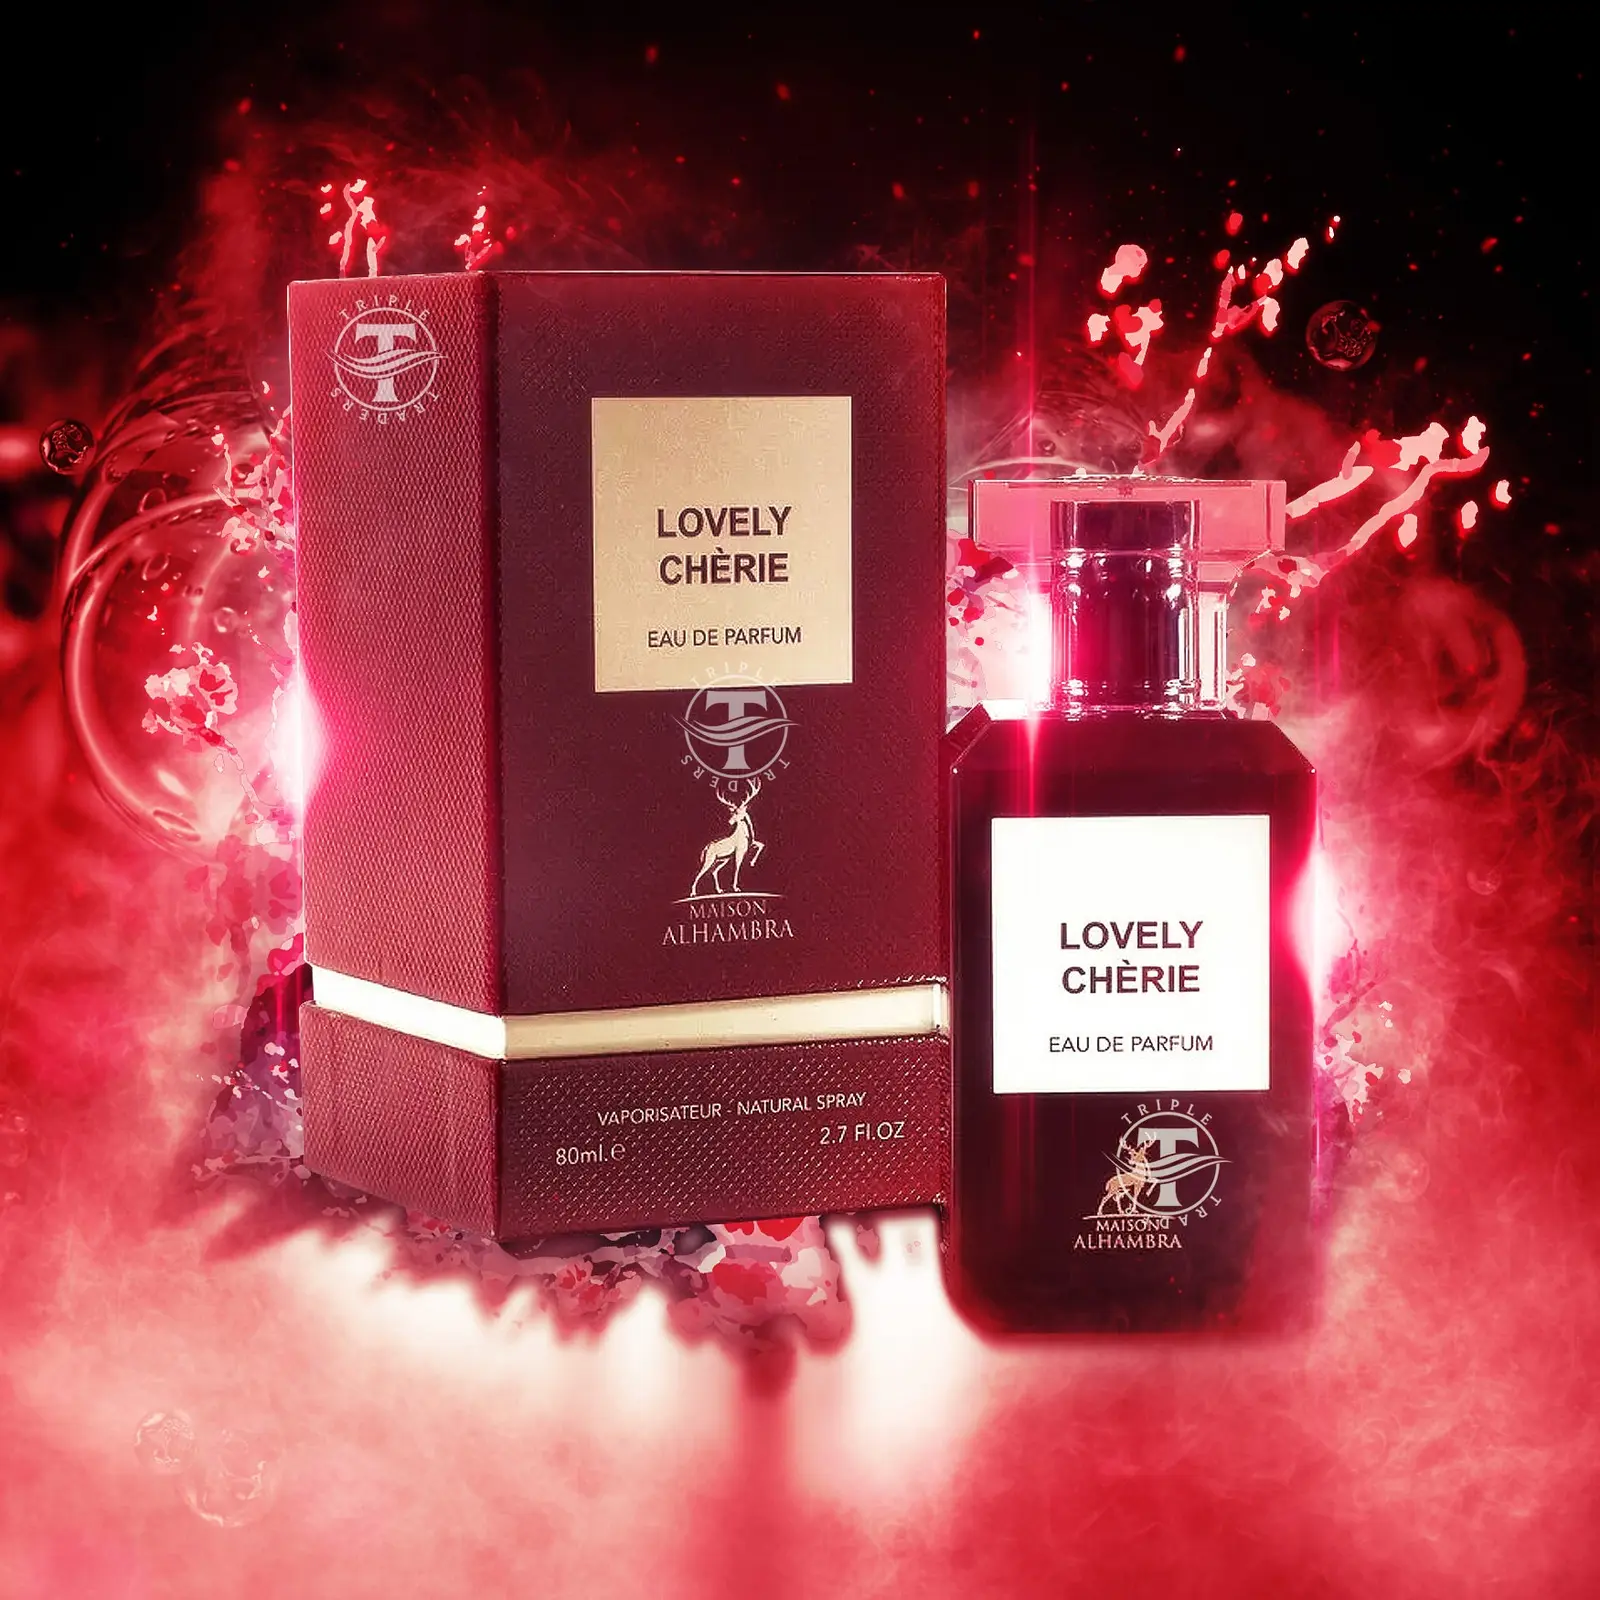 TRIPLE TRADERS
T
LOVELY
CHÈRIE
EAU DE PARFUM
TRIPLE TRADERS
T
MAISON
ALHAMBRA
VAPORISATEUR - NATURAL SPRAY
80ml.℮
2.7 Fl.OZ
LOVELY
CHÈRIE
EAU DE PARFUM
TRIPLE TRADERS
T
MAISON
ALHAMBRA